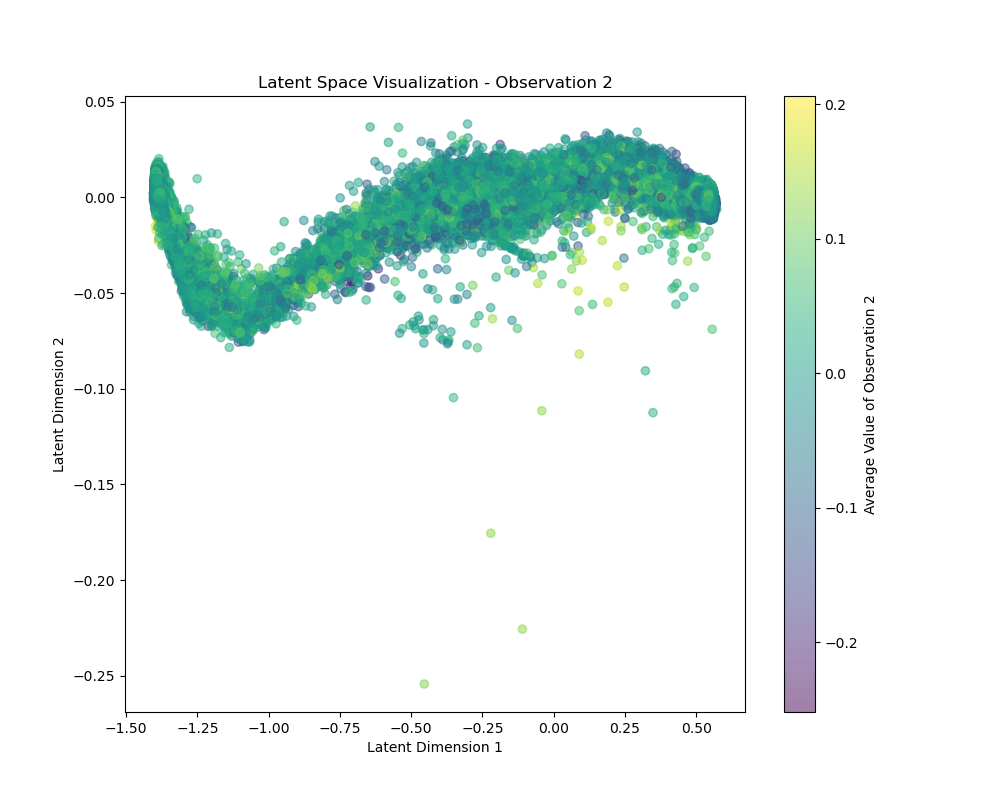 Latent Space Visualization - Observation 2
0.05
0.00
−0.05
−0.10
−0.15
−0.20
−0.25
Latent Dimension 2
−1.50 −1.25 −1.00 −0.75 −0.50 −0.25 0.00 0.25 0.50
Latent Dimension 1
0.2
0.1
0.0
−0.1
−0.2
Average Value of Observation 2